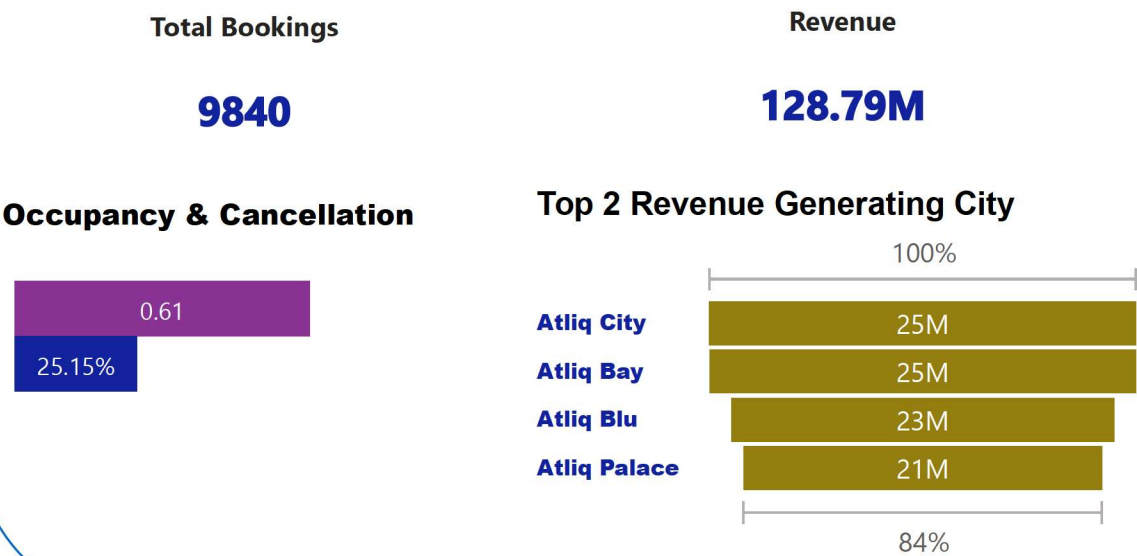 Total Bookings
9840
Revenue
128.79M
Occupancy & Cancellation
0.61
25.15%
Top 2 Revenue Generating City
100%
Atliq City 25M
Atliq Bay 25M
Atliq Blu 23M
Atliq Palace 21M
84%